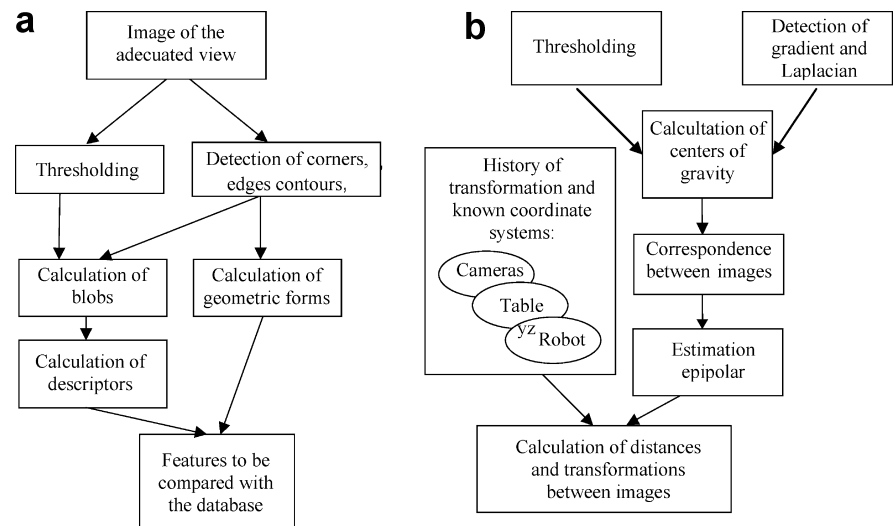 a
Image of the
adecuated view
Thresholding
Detection of corners,
edges contours,
Calculation of
blobs
Calculation of
geometric forms
Calculation of
descriptors
Features to be
compared with
the database
b
Thresholding
Detection of
gradient and
Laplacian
Calcultation of
centers of
gravity
History of
transformation and
known coordinate
systems:
Cameras
Table
yz Robot
Correspondence
between images
Estimation
epipolar
Calculation of distances
and transformations
between images